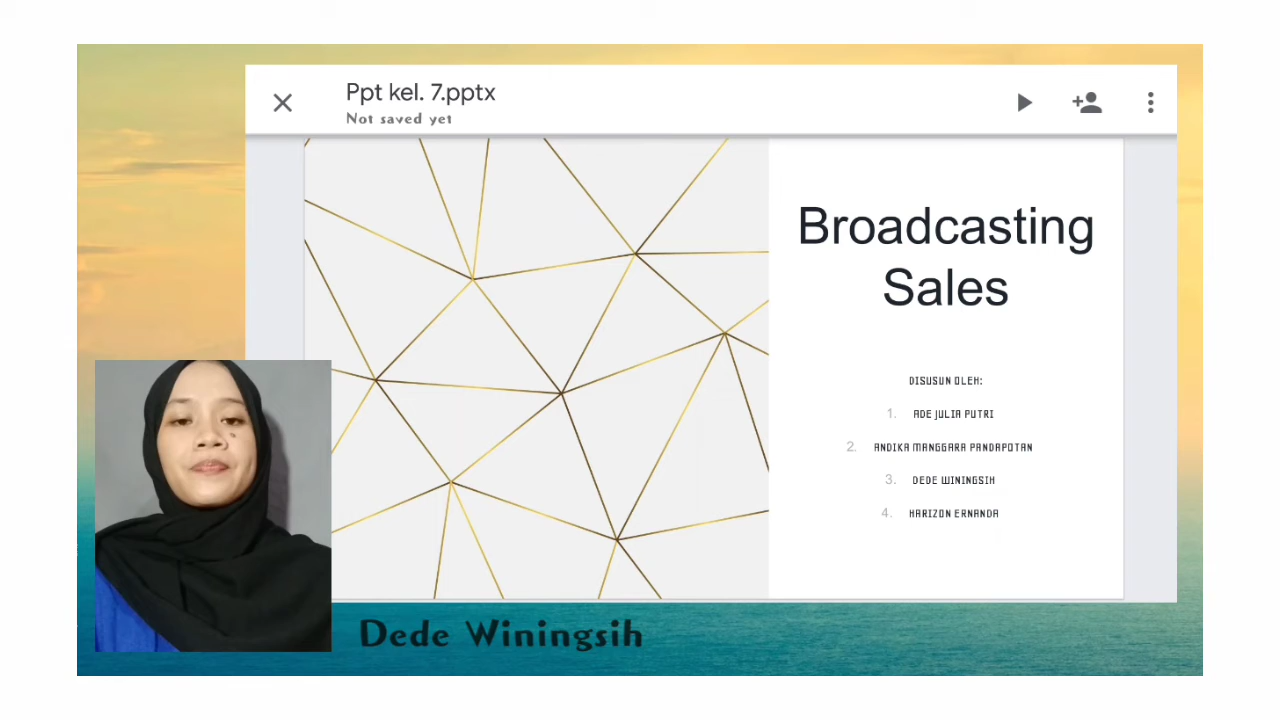 Ppt kel. 7.pptx
Not saved yet
Broadcasting
Sales
DISUSUN OLEH:
1. ADE JULIA PUTRI
2. ANDIKA MANGGARA PANDAPOTAN
3. DEDE WININGSIH
4. HARIZON ERNANDA
Dede Winingsih